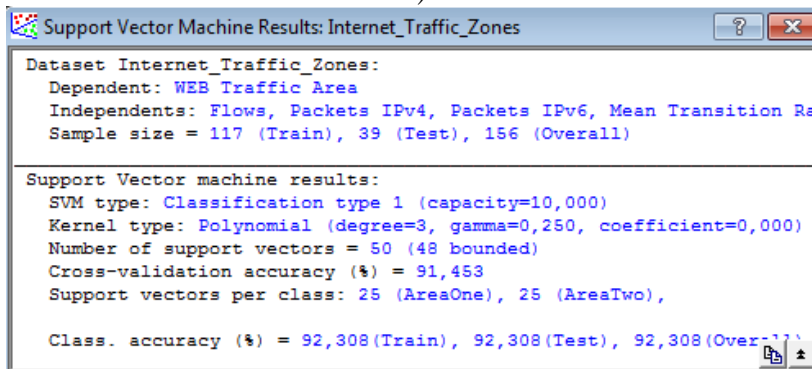 Support Vector Machine Results: Internet_Traffic_Zones
Dataset Internet_Traffic_Zones:
Dependent: WEB Traffic Area
Independents: Flows, Packets IPv4, Packets IPv6, Mean Transition Ra
Sample size = 117 (Train), 39 (Test), 156 (Overall)
Support Vector machine results:
SVM type: Classification type 1 (capacity=10,000)
Kernel type: Polynomial (degree=3, gamma=0,250, coefficient=0,000)
Number of support vectors = 50 (48 bounded)
Cross-validation accuracy (%) = 91,453
Support vectors per class: 25 (AreaOne), 25 (AreaTwo),
Class. accuracy (%) = 92,308(Train), 92,308(Test), 92,308(Overall)